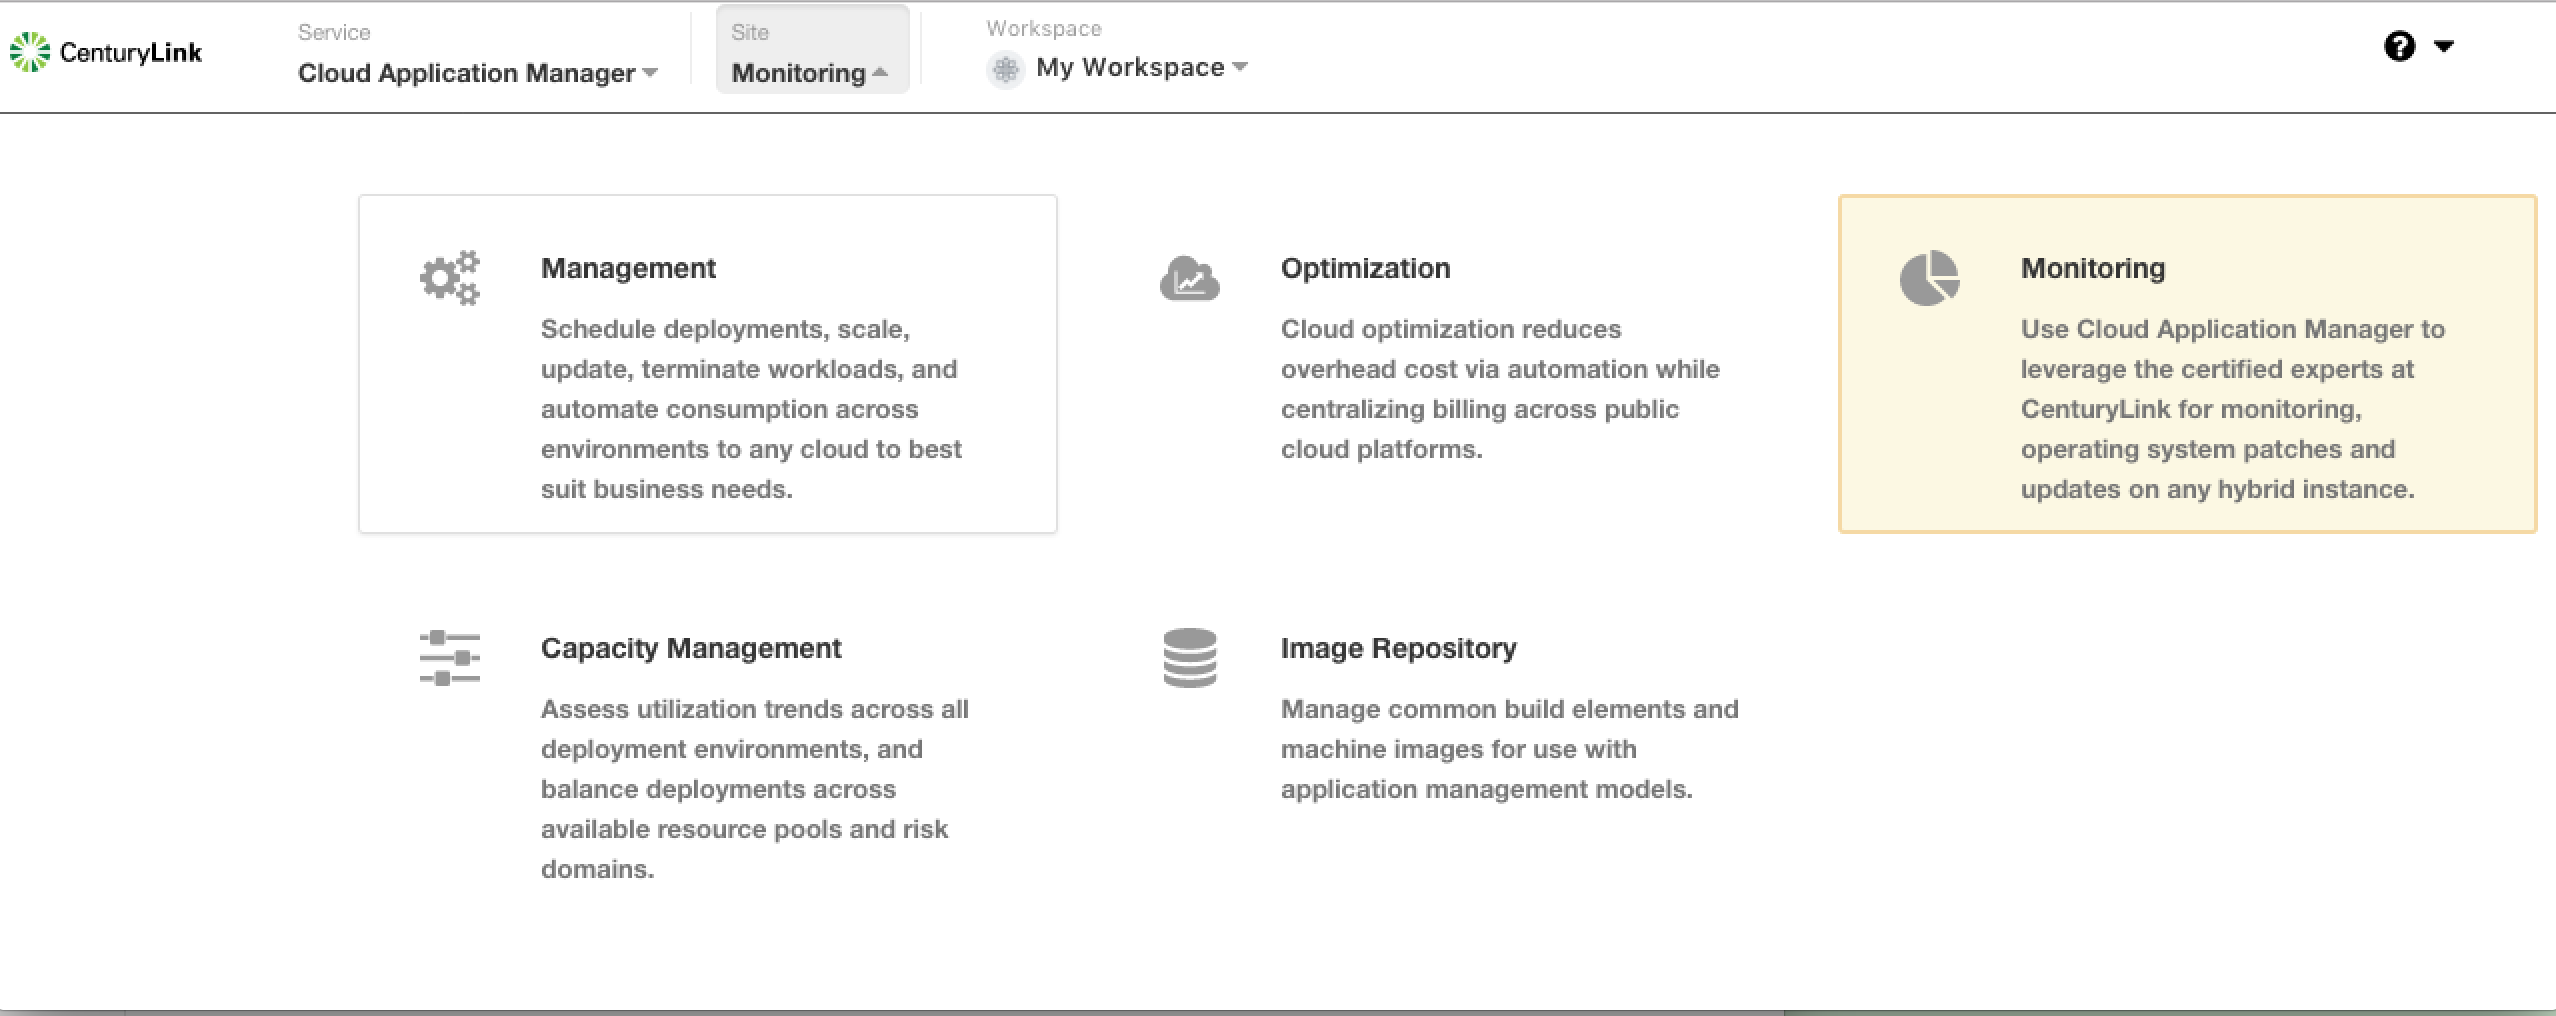 CenturyLink
Service
Cloud Application Manager
Site
Monitoring
Workspace
My Workspace
?
Management
Schedule deployments, scale,
update, terminate workloads, and
automate consumption across
environments to any cloud to best
suit business needs.
Optimization
Cloud optimization reduces
overhead cost via automation while
centralizing billing across public
cloud platforms.
Monitoring
Use Cloud Application Manager to
leverage the certified experts at
CenturyLink for monitoring,
operating system patches and
updates on any hybrid instance.
Capacity Management
Assess utilization trends across all
deployment environments, and
balance deployments across
available resource pools and risk
domains.
Image Repository
Manage common build elements and
machine images for use with
application management models.